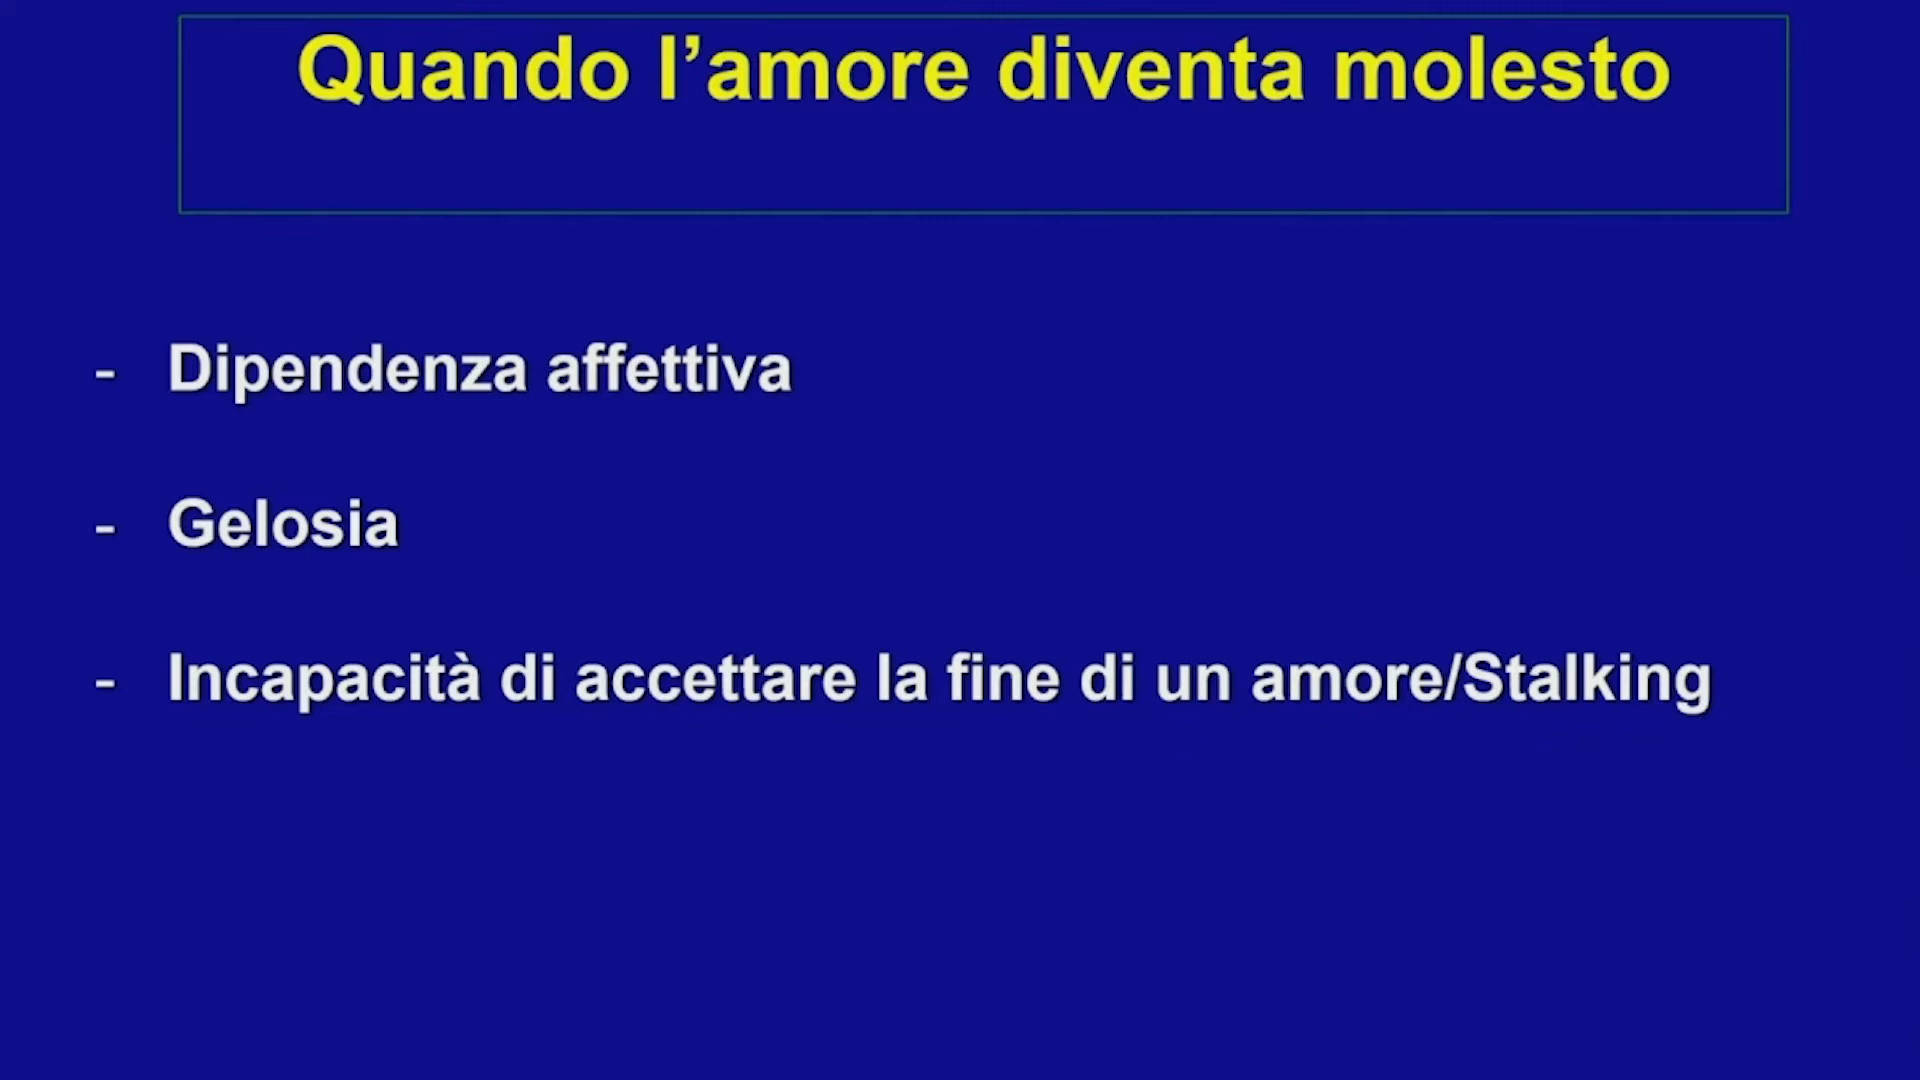 Quando l’amore diventa molesto
- Dipendenza affettiva
- Gelosia
- Incapacità di accettare la fine di un amore/Stalking